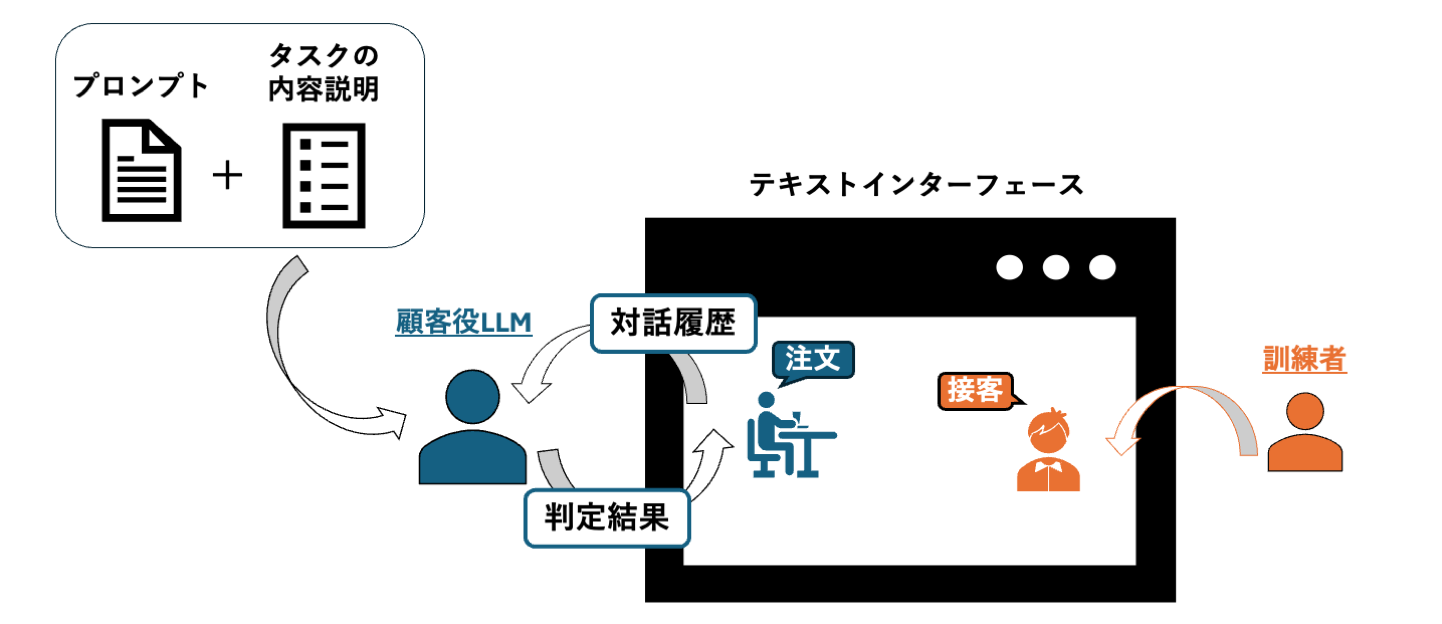 プロンプト
+
タスクの
内容説明
テキストインターフェース
顧客役LLM
対話履歴
注文
接客
訓練者
判定結果